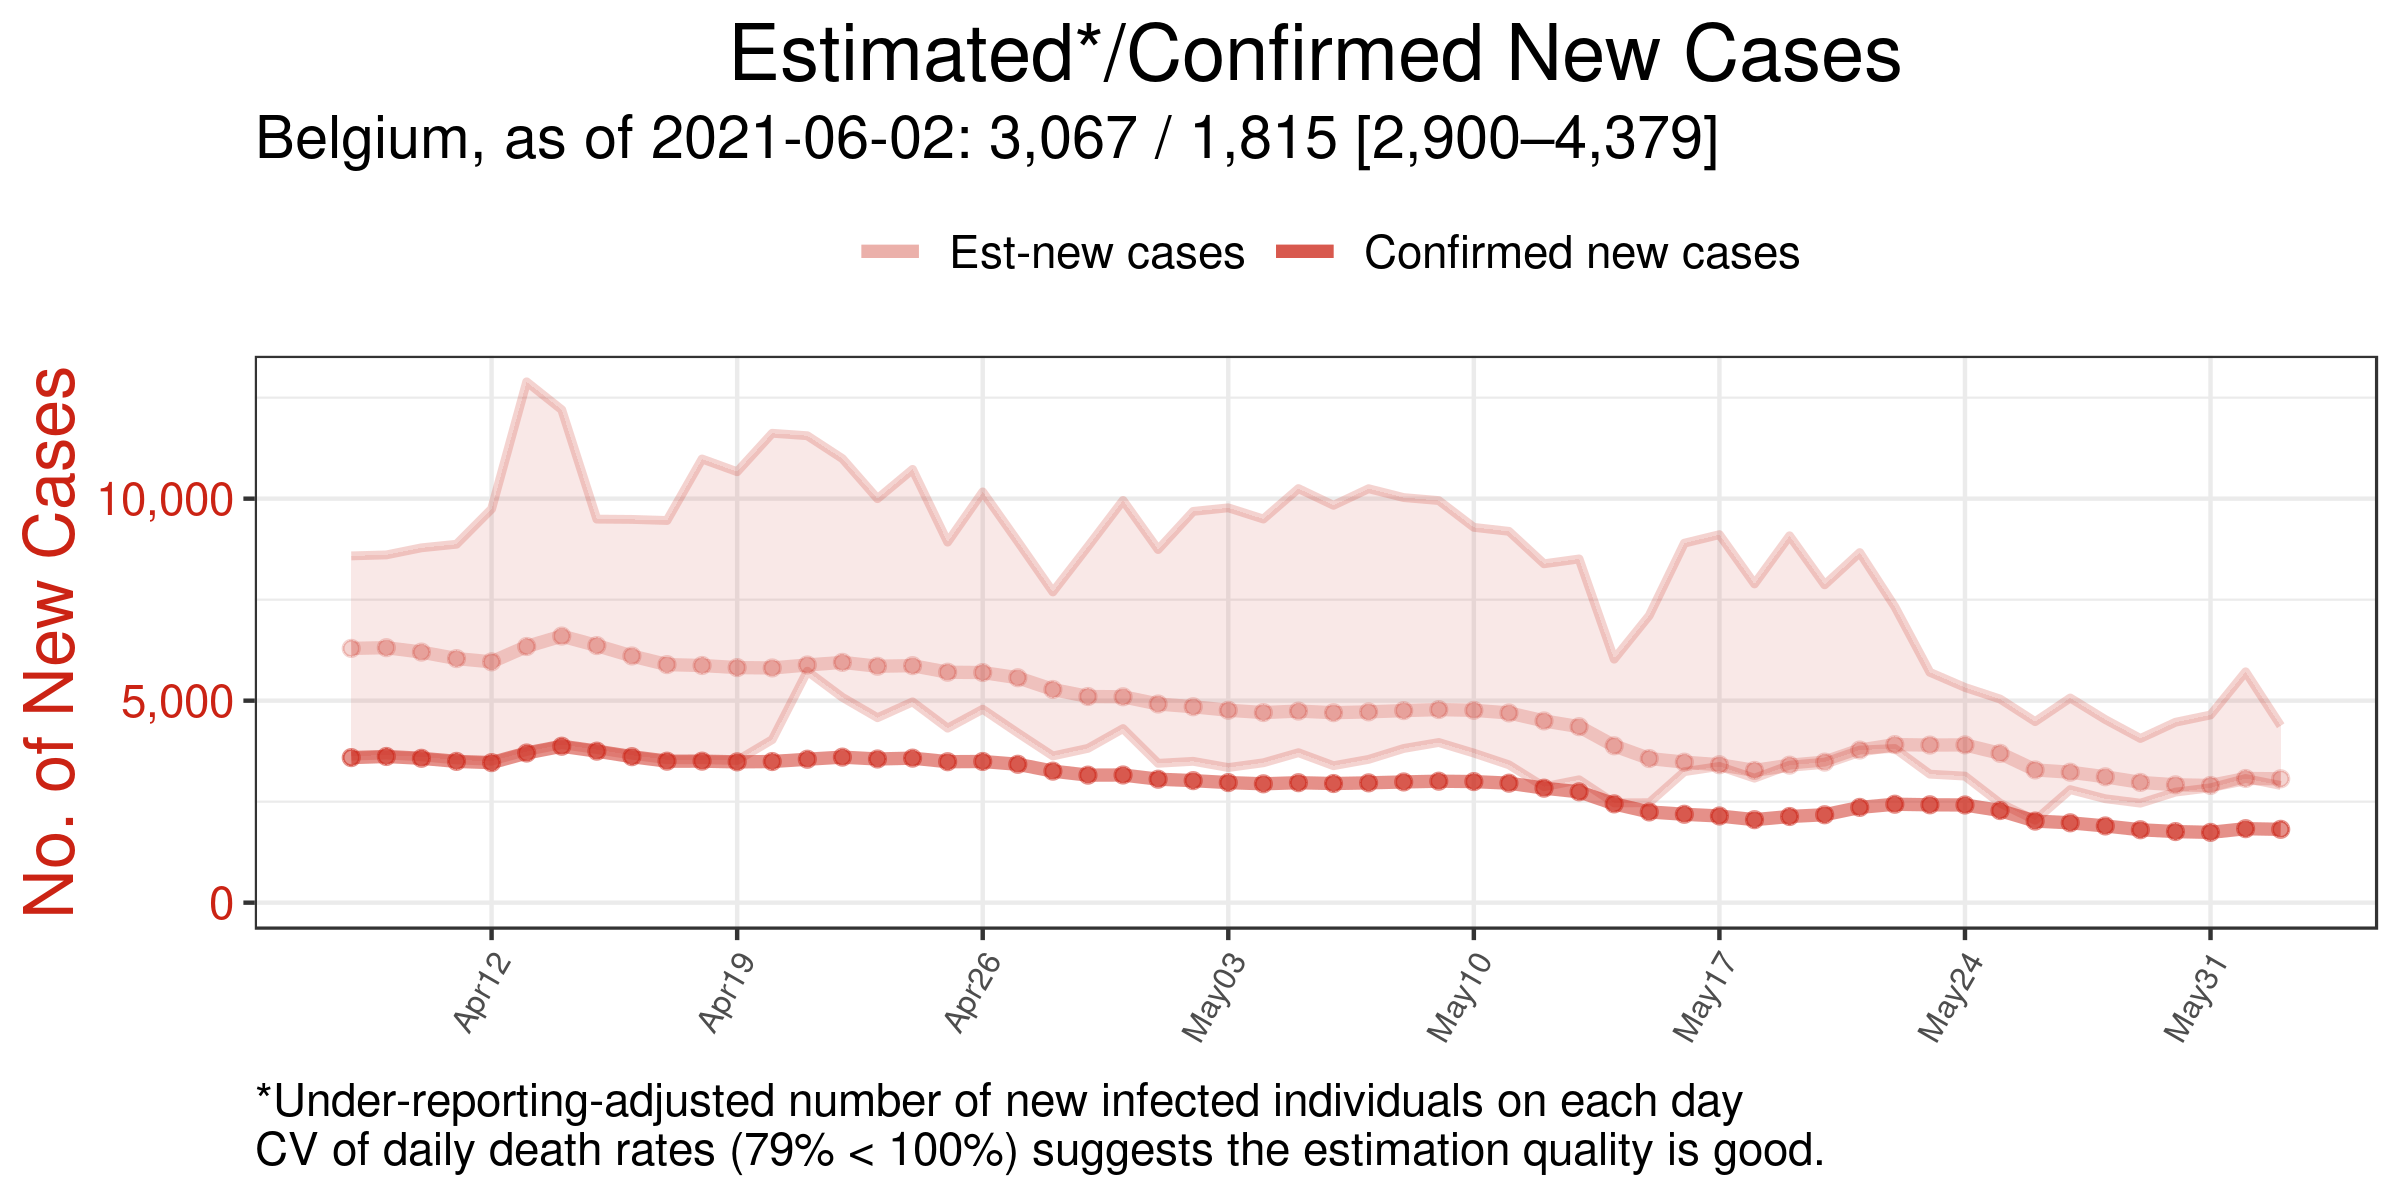 Estimated*/Confirmed New Cases
Belgium, as of 2021-06-02: 3,067 / 1,815 [2,900–4,379]
Est-new cases
Confirmed new cases
No. of New Cases
10,000
5,000
0
Apr12
Apr19
Apr26
May03
May10
May17
May24
May31
*Under-reporting-adjusted number of new infected individuals on each day
CV of daily death rates (79% < 100%) suggests the estimation quality is good.